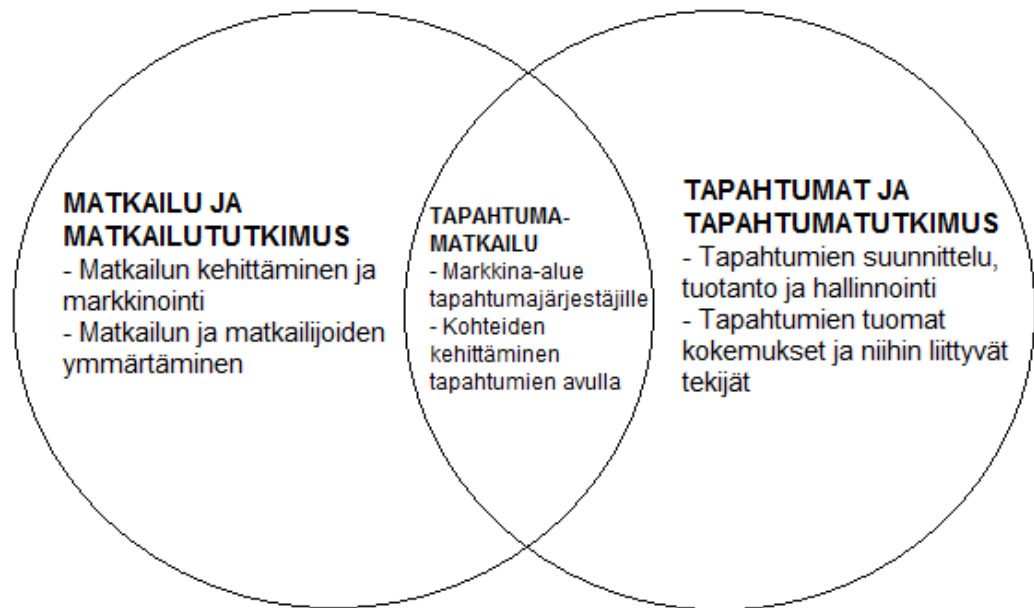 MATKAILU JA
MATKAILUTUTKIMUS
- Matkailun kehittäminen ja
markkinointi
- Matkailun ja matkailijoiden
ymmärtäminen
TAPAHTUMA-
MATKAILU
- Markkina-alue
tapahtumajärjestäjille
- Kohteiden
kehittäminen
tapahtumien avulla
TAPAHTUMAT JA
TAPAHTUMATUTKIMUS
- Tapahtumien suunnittelu,
tuotanto ja hallinnointi
- Tapahtumien tuomat
kokemukset ja niihin liittyvät
tekijät